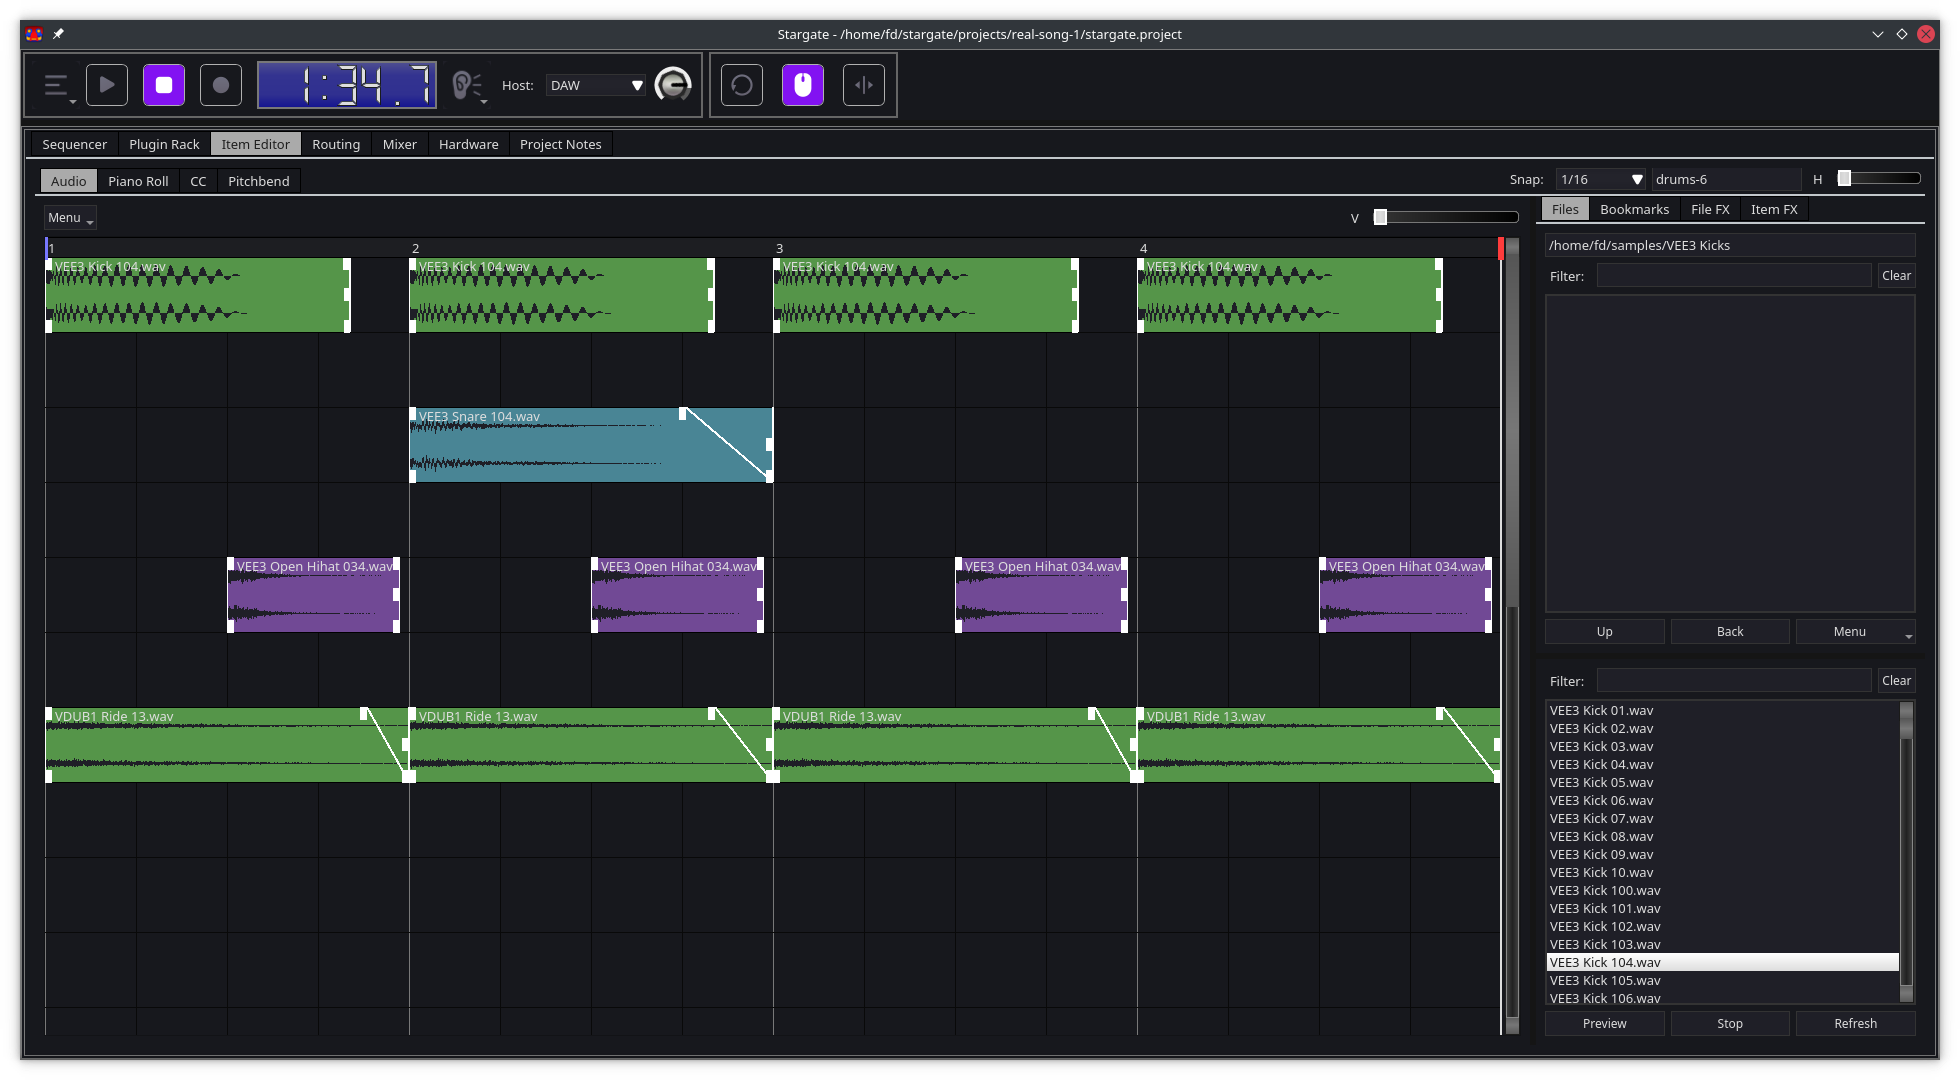 Stargate - /home/fd/stargate/projects/real-song-1/stargate.project
1:34.7
Host: DAW
Sequencer Plugin Rack Item Editor Routing Mixer Hardware Project Notes
Audio Piano Roll CC Pitchbend
Snap: 1/16 drums-6 H
Menu
V
Files Bookmarks File FX Item FX
/home/fd/samples/VEE3 Kicks
Filter: Clear
1 2 3 4
VEE3 Kick 104.wav VEE3 Kick 104.wav VEE3 Kick 104.wav VEE3 Kick 104.wav
VEE3 Snare 104.wav
VEE3 Open Hihat 034.wav VEE3 Open Hihat 034.wav VEE3 Open Hihat 034.wav VEE3 Open Hihat 034.wav
VDUB1 Ride 13.wav VDUB1 Ride 13.wav VDUB1 Ride 13.wav VDUB1 Ride 13.wav
Up Back Menu
Filter: Clear
VEE3 Kick 01.wav
VEE3 Kick 02.wav
VEE3 Kick 03.wav
VEE3 Kick 04.wav
VEE3 Kick 05.wav
VEE3 Kick 06.wav
VEE3 Kick 07.wav
VEE3 Kick 08.wav
VEE3 Kick 09.wav
VEE3 Kick 10.wav
VEE3 Kick 100.wav
VEE3 Kick 101.wav
VEE3 Kick 102.wav
VEE3 Kick 103.wav
VEE3 Kick 104.wav
VEE3 Kick 105.wav
VEE3 Kick 106.wav
Preview Stop Refresh